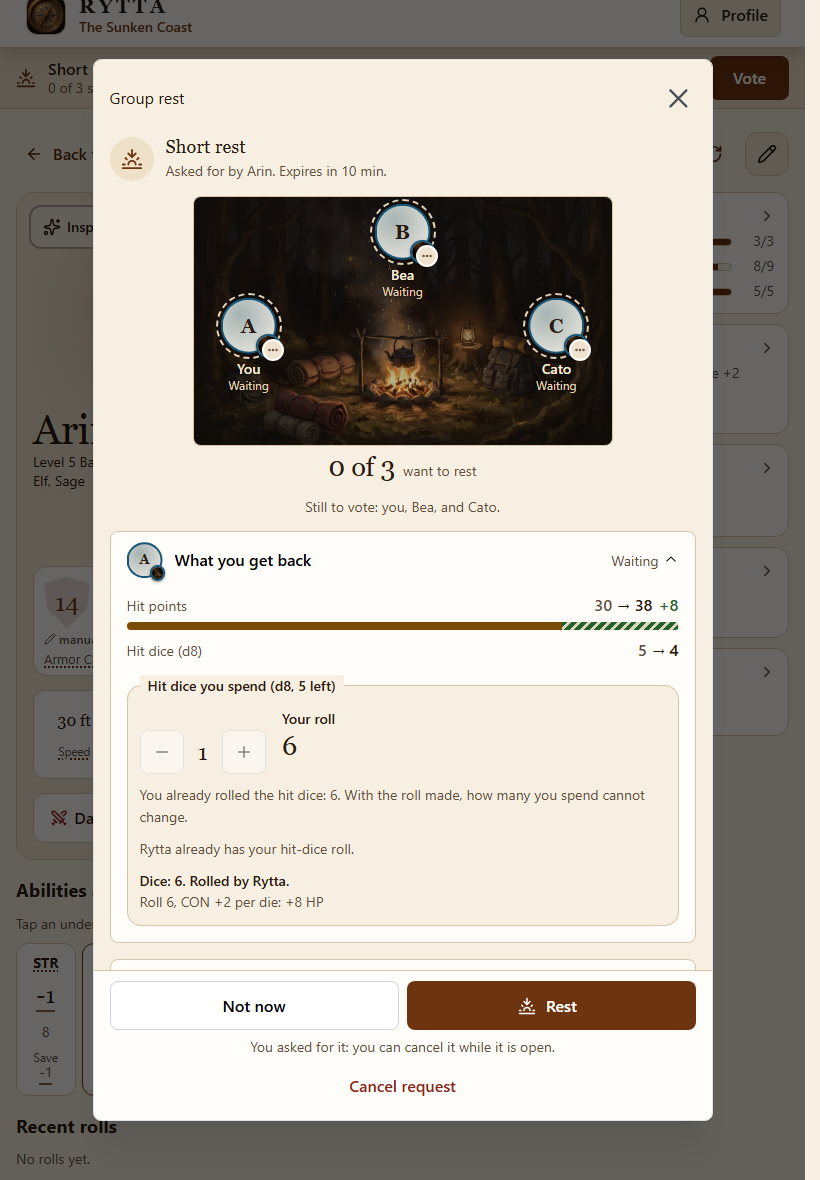 RYTTA
The Sunken Coast
Profile
Short
0 of 3 s
Vote
Back
Insp
3/3
8/9
5/5
e +2
Ari
Level 5 Ba
Elf, Sage
14
manua
Armor C
30 ft
Speed
Da
Abilities
Tap an unde
STR
-1
8
Save
-1
Recent rolls
No rolls yet.
Group rest
Short rest
Asked for by Arin. Expires in 10 min.
B
Bea
Waiting
A
You
Waiting
C
Cato
Waiting
0 of 3 want to rest
Still to vote: you, Bea, and Cato.
A
What you get back
Waiting
Hit points
30 → 38 +8
Hit dice (d8)
5 → 4
Hit dice you spend (d8, 5 left)
Your roll
− 1 +
6
You already rolled the hit dice: 6. With the roll made, how many you spend cannot
change.
Rytta already has your hit-dice roll.
Dice: 6. Rolled by Rytta.
Roll 6, CON +2 per die: +8 HP
Not now
Rest
You asked for it: you can cancel it while it is open.
Cancel request